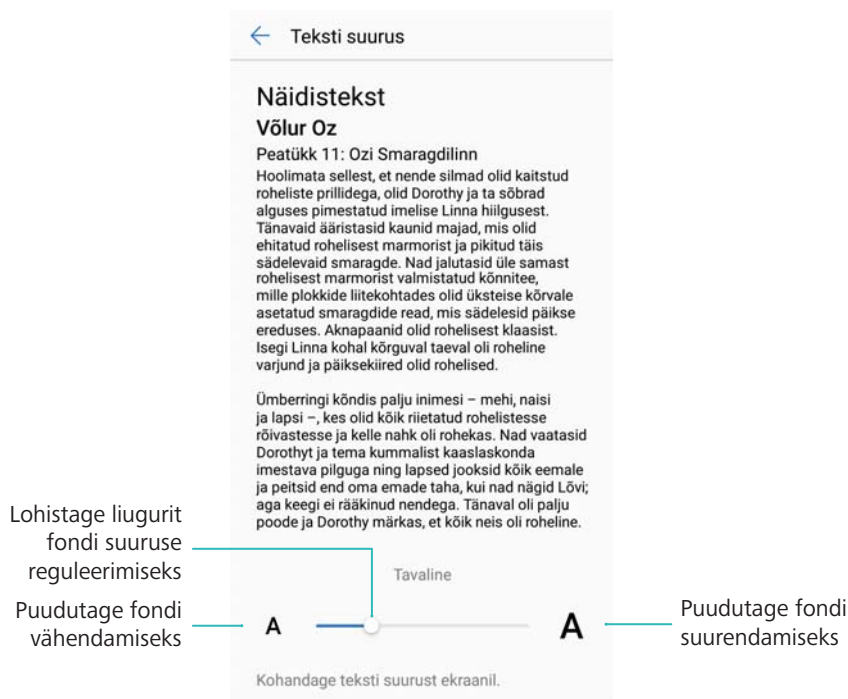 Teksti suurus
Näidistekst
Võlur Oz
Peatükk 11: Ozi Smaragdilinn
Hoolimata sellest, et nende silmad olid kaitstud
roheliste prillidega, olid Dorothy ja ta sõbrad
alguses pimestatud imelise Linna hiilgusest.
Tänavaid ääristasid kaunid majad, mis olid
ehitatud rohelisest marmorist ja pikitud täis
sädelevaid smaragde. Nad jalutasid üle samast
rohelisest marmorist valmistatud kõnnitee,
mille plokkide liitekohtades olid üksteise kõrvale
asetatud smaragdide read, mis sädelesid päikse
ereduses. Aknapaanid olid rohelisest klaasist.
Isegi Linna kohal kõrguval taeval oli roheline
varjund ja päiksekiired olid rohelised.
Ümberringi kõndis palju inimesi – mehi, naisi
ja lapsi –, kes olid kõik riietatud rohelistesse
rõivastesse ja kelle nahk oli rohekas. Nad vaatasid
Dorothyt ja tema kummalist kaaslaskonda
imestava pilguga ning lapsed jooksid kõik eemale
ja peitsid end oma emade taha, kui nad nägid Lõvi;
aga keegi ei rääkinud nendega. Tänaval oli palju
poode ja Dorothy märkas, et kõik neis oli roheline.
Lohistage liugurit
fondi suuruse
reguleerimiseks
Tavaline
Puudutage fondi
vähendamiseks
A
A
Puudutage fondi
suurendamiseks
Kohandage teksti suurust ekraanil.